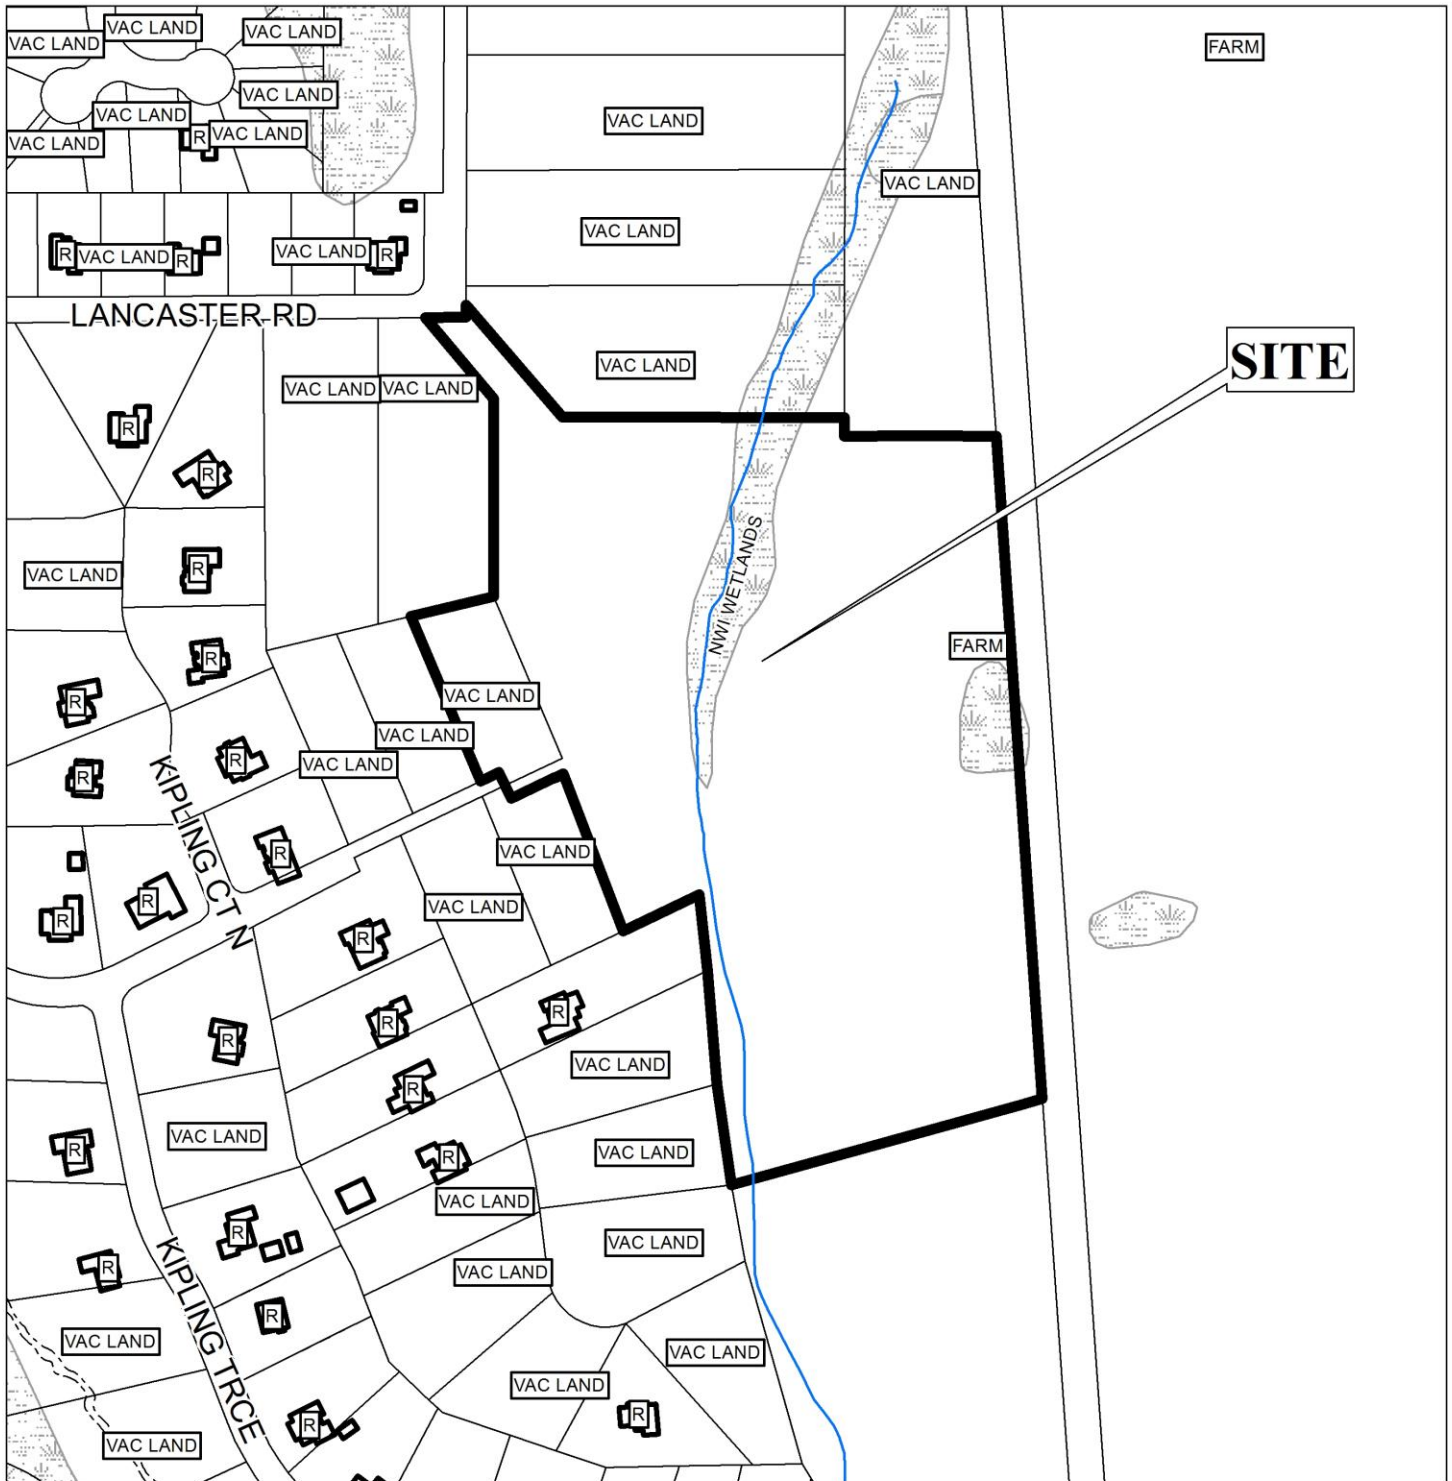 VAC LAND
VAC LAND
VAC LAND
FARM
VAC LAND
VAC LAND
VAC LAND
VAC LAND
R
VAC LAND
VAC LAND
VAC LAND
VAC LAND
R
VAC LAND
R
VAC LAND
R
LANCASTER RD
SITE
VAC LAND
VAC LAND
VAC LAND
R
R
NWI WETLANDS
VAC LAND
R
R
FARM
R
VAC LAND
VAC LAND
R
VAC LAND
R
KIPLING CT N
R
VAC LAND
R
VAC LAND
R
R
R
R
R
VAC LAND
R
VAC LAND
R
VAC LAND
R
VAC LAND
R
VAC LAND
R
VAC LAND
R
KIPLING TRCE
R
VAC LAND
VAC LAND
VAC LAND
R
R
VAC LAND